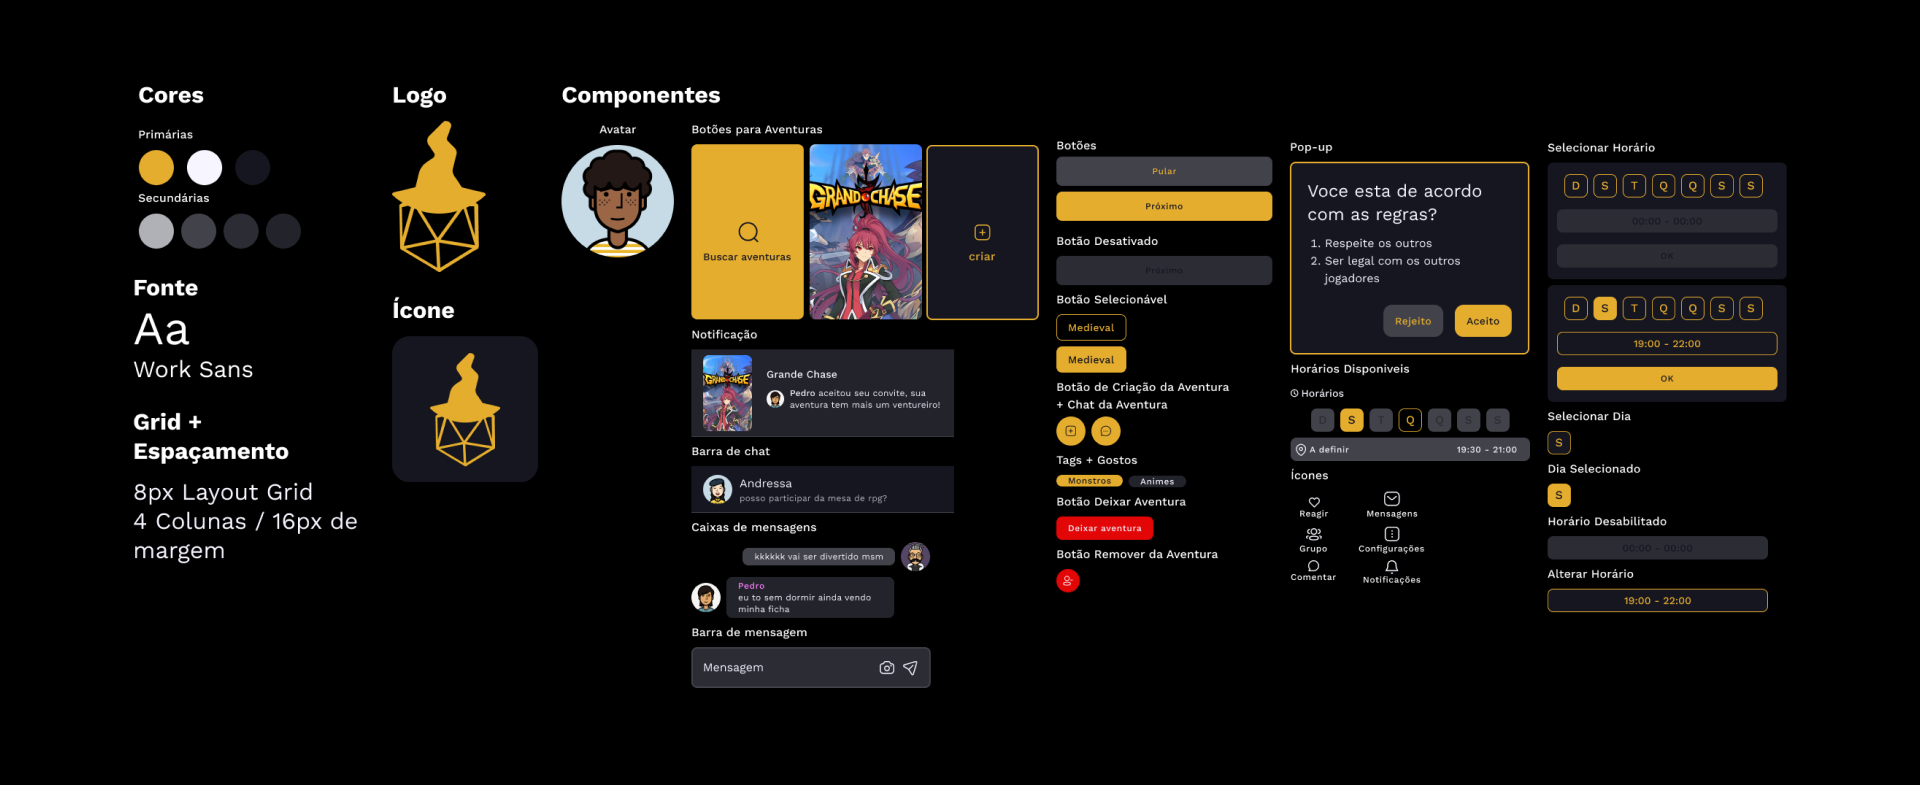 Cores
Primárias
Secundárias
Fonte
Aa
Work Sans
Grid +
Espaçamento
8px Layout Grid
4 Colunas / 16px de
margem
Logo
Ícone
Componentes
Avatar
Botões para Aventuras
Buscar aventuras
GRAND CHASE
criar
Notificação
GRAND CHASE
Grande Chase
Pedro aceitou seu convite, sua
aventura tem mais um ventureiro!
Barra de chat
Andressa
posso participar da mesa de rpg?
Caixas de mensagens
kkkkkk vai ser divertido msm
Pedro
eu to sem dormir ainda vendo
minha ficha
Barra de mensagem
Mensagem
Botões
Pular
Próximo
Botão Desativado
Próximo
Botão Selecionável
Medieval
Medieval
Botão de Criação da Aventura
+ Chat da Aventura
Tags + Gostos
Monstros
Animes
Botão Deixar Aventura
Deixar aventura
Botão Remover da Aventura
Pop-up
Voce esta de acordo
com as regras?
1. Respeite os outros
2. Ser legal com os outros
jogadores
Rejeito
Aceito
Horários Disponiveis
Horários
D S T Q Q S S
A definir
19:30 - 21:00
Ícones
Reagir
Mensagens
Grupo
Configurações
Comentar
Notificações
Selecionar Horário
D S T Q Q S S
00:00 - 00:00
OK
D S T Q Q S S
19:00 - 22:00
OK
Selecionar Dia
S
Dia Selecionado
S
Horário Desabilitado
00:00 - 00:00
Alterar Horário
19:00 - 22:00